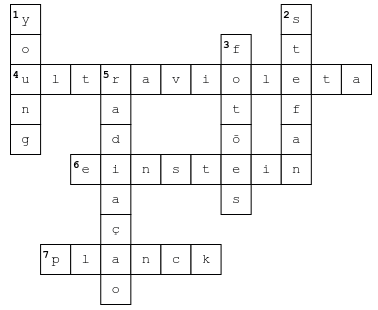 1 y 2 s
o 3 f t
4 u l t 5 r a v i o l e t a
n a t f
g d õ a
6 e i n s t e i n
a s
ç
7 p l a n c k
o